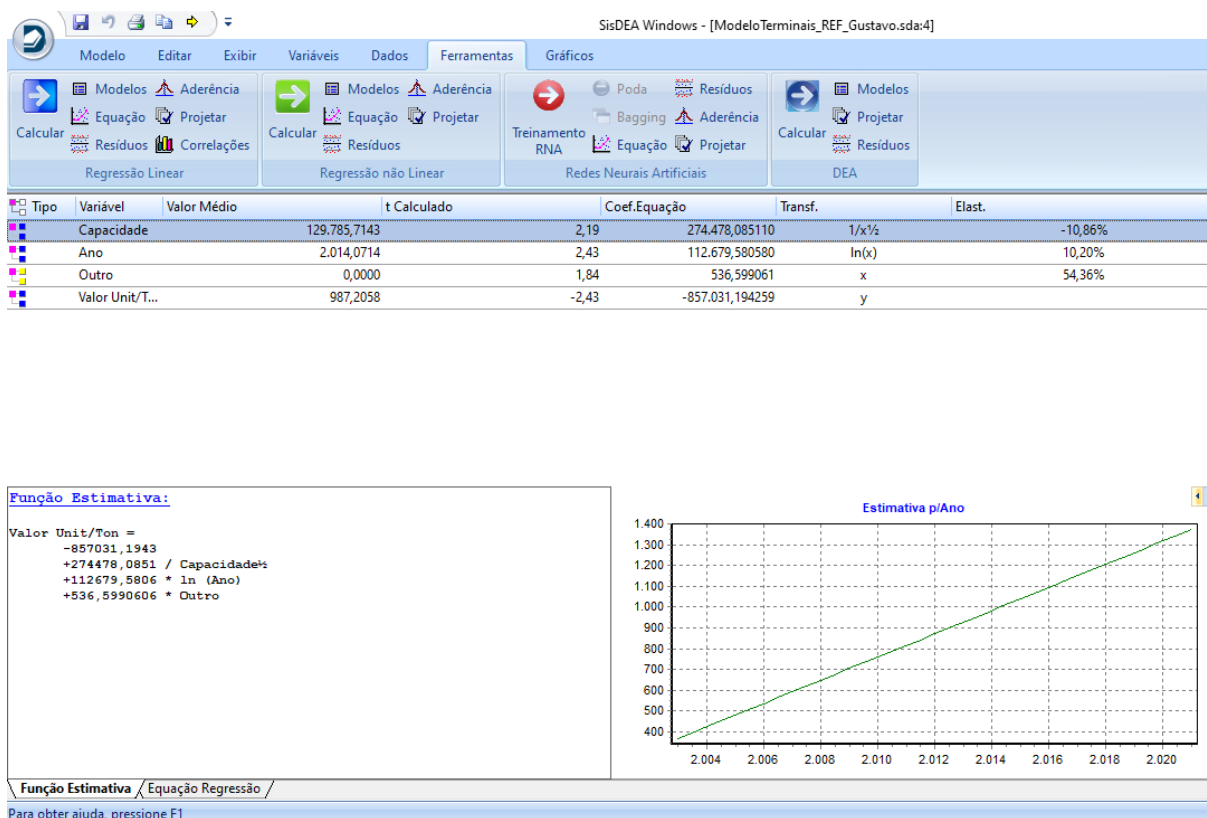 SisDEA Windows - [ModeloTerminais_REF_Gustavo.sda:4]
Modelo Editar Exibir Variáveis Dados Ferramentas Gráficos
Calcular
Modelos Aderência
Equação Projetar
Resíduos Correlações
Regressão Linear
Calcular
Modelos Aderência
Equação Projetar
Resíduos
Regressão não Linear
Treinamento
RNA
Poda Resíduos
Bagging Aderência
Equação Projetar
Redes Neurais Artificiais
Calcular
Modelos
Projetar
Resíduos
DEA
Tipo Variável Valor Médio t Calculado Coef.Equação Transf. Elast.
Capacidade 129.785,7143 2,19 274.478,085110 1/x½ -10,86%
Ano 2.014,0714 2,43 112.679,580580 ln(x) 10,20%
Outro 0,0000 1,84 536,599061 x 54,36%
Valor Unit/T... 987,2058 -2,43 -857.031,194259 y
Função Estimativa:
Valor Unit/Ton =
-857031,1943
+274478,0851 / Capacidade½
+112679,5806 * ln (Ano)
+536,5990606 * Outro
Estimativa p/Ano
1.400
1.300
1.200
1.100
1.000
900
800
700
600
500
400
2.004 2.006 2.008 2.010 2.012 2.014 2.016 2.018 2.020
Função Estimativa Equação Regressão
Para obter ajuda, pressione F1